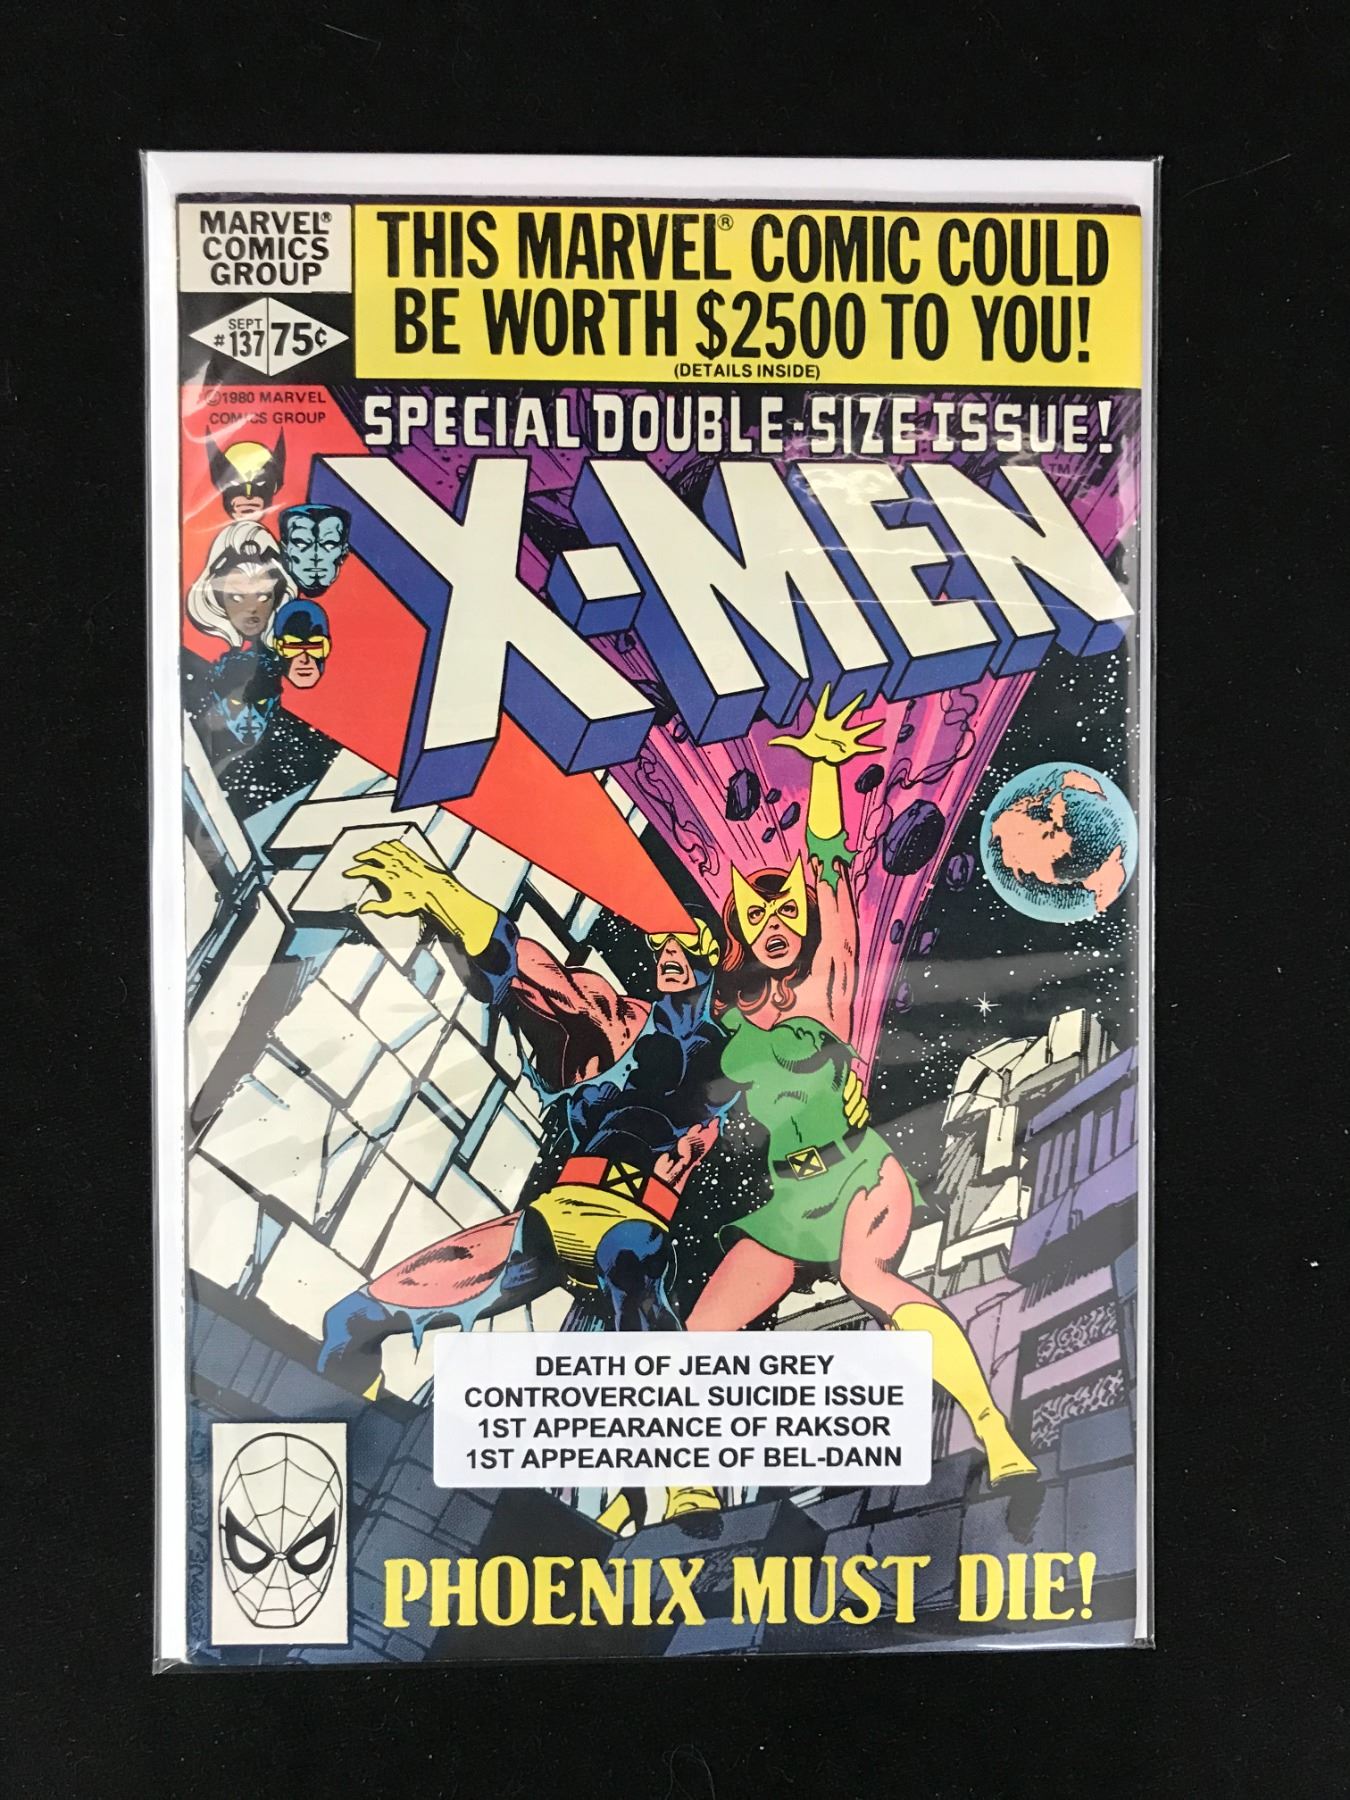 MARVEL®
COMICS
GROUP
THIS MARVEL® COMIC COULD
BE WORTH $2500 TO YOU!
(DETAILS INSIDE)
SEPT
#137
75¢
©1980 MARVEL
COMICS GROUP
SPECIAL DOUBLE-SIZE ISSUE!
X-MEN™
DEATH OF JEAN GREY
CONTROVERCIAL SUICIDE ISSUE
1ST APPEARANCE OF RAKSOR
1ST APPEARANCE OF BEL-DANN
PHOENIX MUST DIE!